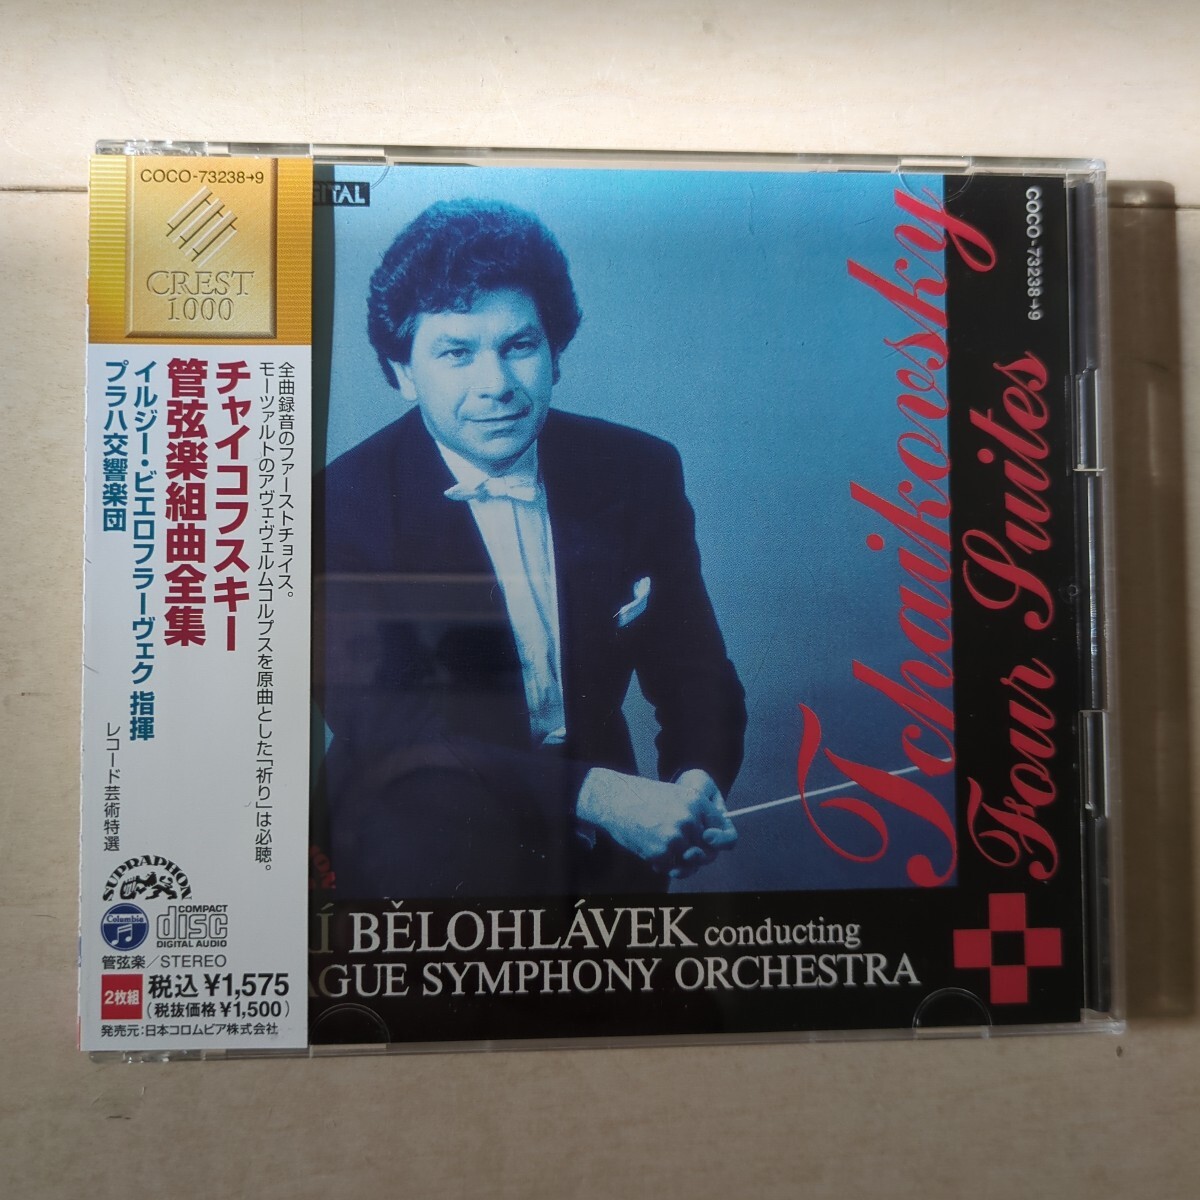 COCO-73238→9
CREST
1000
全曲録音のファーストチョイス。
モーツァルトのアヴェ・ヴェルムコルプスを原曲とした「祈り」は必聴。
チャイコフスキー
管弦楽組曲全集
イルジー・ビエロフラーヴェク 指揮
プラハ交響楽団
レコード芸術特選
SUPRAPHON
Columbia
COMPACT
disc
DIGITAL AUDIO
管弦楽/STEREO
2枚組
税込¥1,575
(税抜価格¥1,500)
発売元:日本コロムビア株式会社
ITAL
COCO-73238→9
Tchaikovsky
Four Suites
Í BĚLOHLÁVEK conducting
AGUE SYMPHONY ORCHESTRA